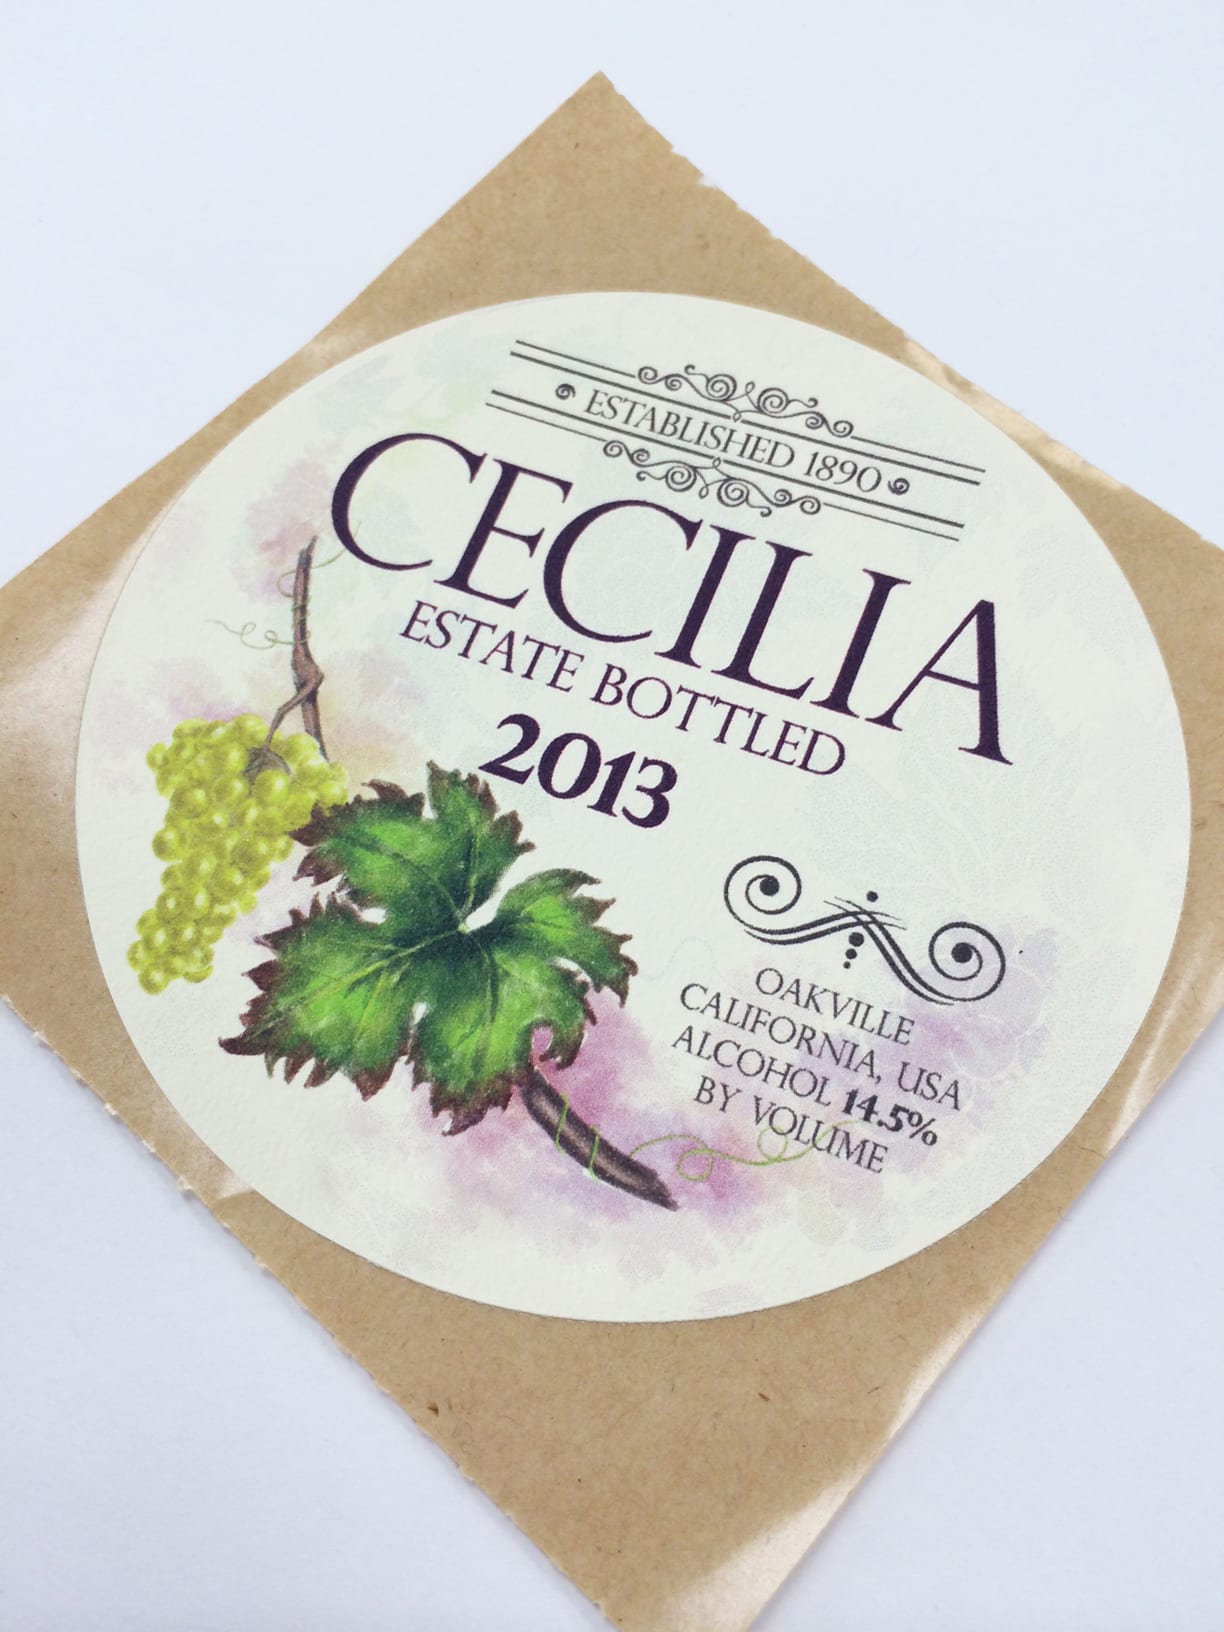 ESTABLISHED 1890
CECILIA
ESTATE BOTTLED
2013
OAKVILLE
CALIFORNIA, USA
ALCOHOL 14.5%
BY VOLUME